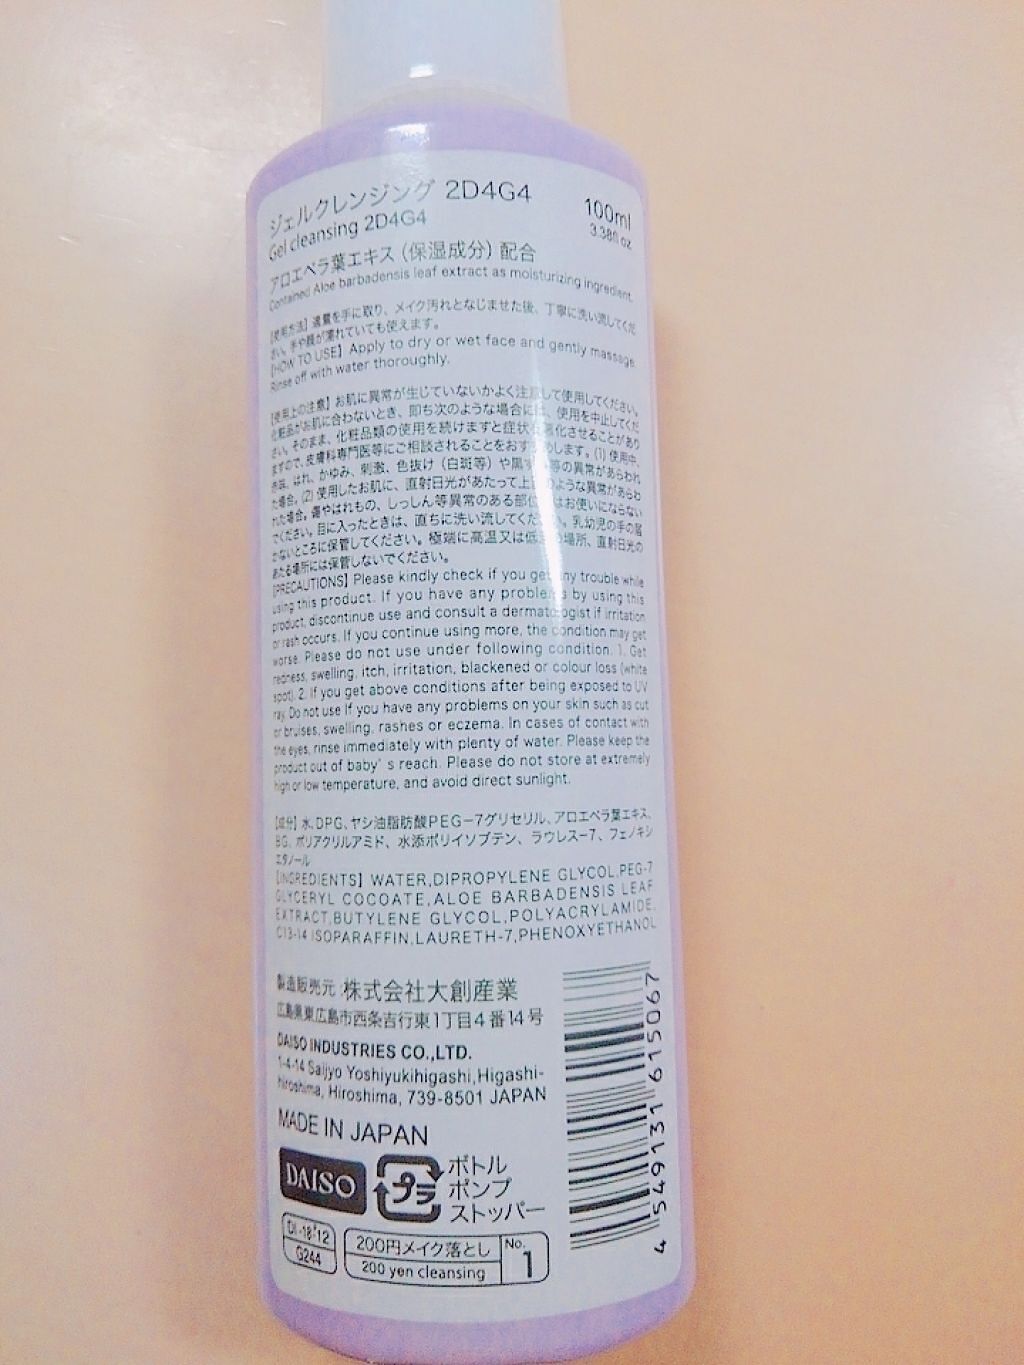 ジェルクレンジング 2D4G4
Gel cleansing 2D4G4
100ml
3.38fl oz.
アロエベラ葉エキス（保湿成分）配合
Contained Aloe barbadensis leaf extract as moisturizing ingredient.
【使用方法】適量を手に取り、メイク汚れとなじませた後、丁寧に洗い流してくだ
さい。手や顔が濡れていても使えます。
【HOW TO USE】Apply to dry or wet face and gently massage.
Rinse off with water thoroughly.
【使用上の注意】お肌に異常が生じていないかよく注意して使用してください。
化粧品がお肌に合わないとき、即ち次のような場合には、使用を中止してくだ
さい。そのまま、化粧品類の使用を続けますと症状を悪化させることがあり
ますので、皮膚科専門医等にご相談されることをおすすめします。(1) 使用中、
赤味、はれ、かゆみ、刺激、色抜け（白斑等）や黒ずみ等の異常があらわれ
た場合。(2) 使用したお肌に、直射日光があたって上記のような異常があらわ
れた場合。傷やはれもの、しっしん等異常のある部位にはお使いにならない
でください。目に入ったときは、直ちに洗い流してください。乳幼児の手の届
かないところに保管してください。極端に高温又は低温の場所、直射日光の
あたる場所には保管しないでください。
【PRECAUTIONS】Please kindly check if you get any trouble while
using this product. If you have any problems by using this
product, discontinue use and consult a dermatologist if irritation
or rash occurs. If you continue using more, the condition may get
worse. Please do not use under following condition. 1. Get
redness, swelling, itch, irritation, blackened or colour loss (white
spot). 2. If you get above conditions after being exposed to UV
ray. Do not use If you have any problems on your skin such as cut
or bruises, swelling, rashes or eczema. In cases of contact with
the eyes, rinse immediately with plenty of water. Please keep the
product out of baby's reach. Please do not store at extremely
high or low temperature, and avoid direct sunlight.
【成分】水、DPG、ヤシ油脂肪酸PEG-7グリセリル、アロエベラ葉エキス、
BG、ポリアクリルアミド、水添ポリイソブテン、ラウレス-7、フェノキシ
エタノール
【INGREDIENTS】WATER,DIPROPYLENE GLYCOL,PEG-7
GLYCERYL COCOATE,ALOE BARBADENSIS LEAF
EXTRACT,BUTYLENE GLYCOL,POLYACRYLAMIDE,
C13-14 ISOPARAFFIN,LAURETH-7,PHENOXYETHANOL
製造販売元:株式会社大創産業
広島県東広島市西条吉行東1丁目4番14号
DAISO INDUSTRIES CO.,LTD.
1-4-14 Saijyo Yoshiyukihigashi,Higashi-
hiroshima, Hiroshima, 739-8501 JAPAN
MADE IN JAPAN
DAISO
プラ
ボトル
ポンプ
ストッパー
DI-18'12
G244
200円メイク落とし
200 yen cleansing
No.
1
4 549131 615067